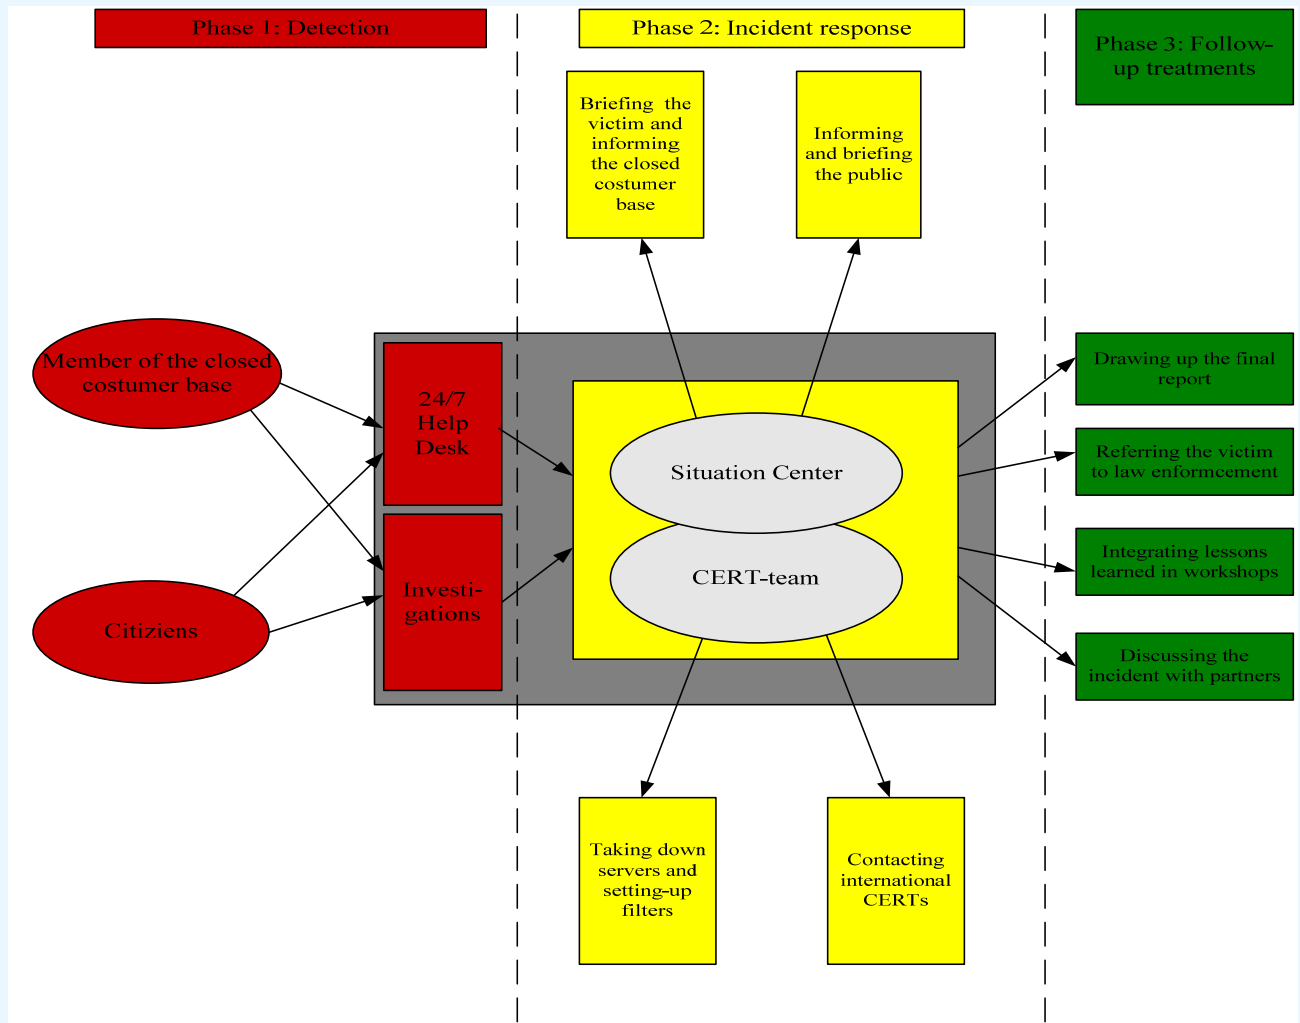 Phase 1: Detection
Phase 2: Incident response
Phase 3: Follow-
up treatments
Briefing the
victim and
informing
the closed
costumer
base
Informing
and briefing
the public
Member of the closed
costumer base
24/7
Help
Desk
Situation Center
Drawing up the final
report
Referring the victim
to law enformcement
Citiziens
Investi-
gations
CERT-team
Integrating lessons
learned in workshops
Discussing the
incident with partners
Taking down
servers and
setting-up
filters
Contacting
international
CERTs